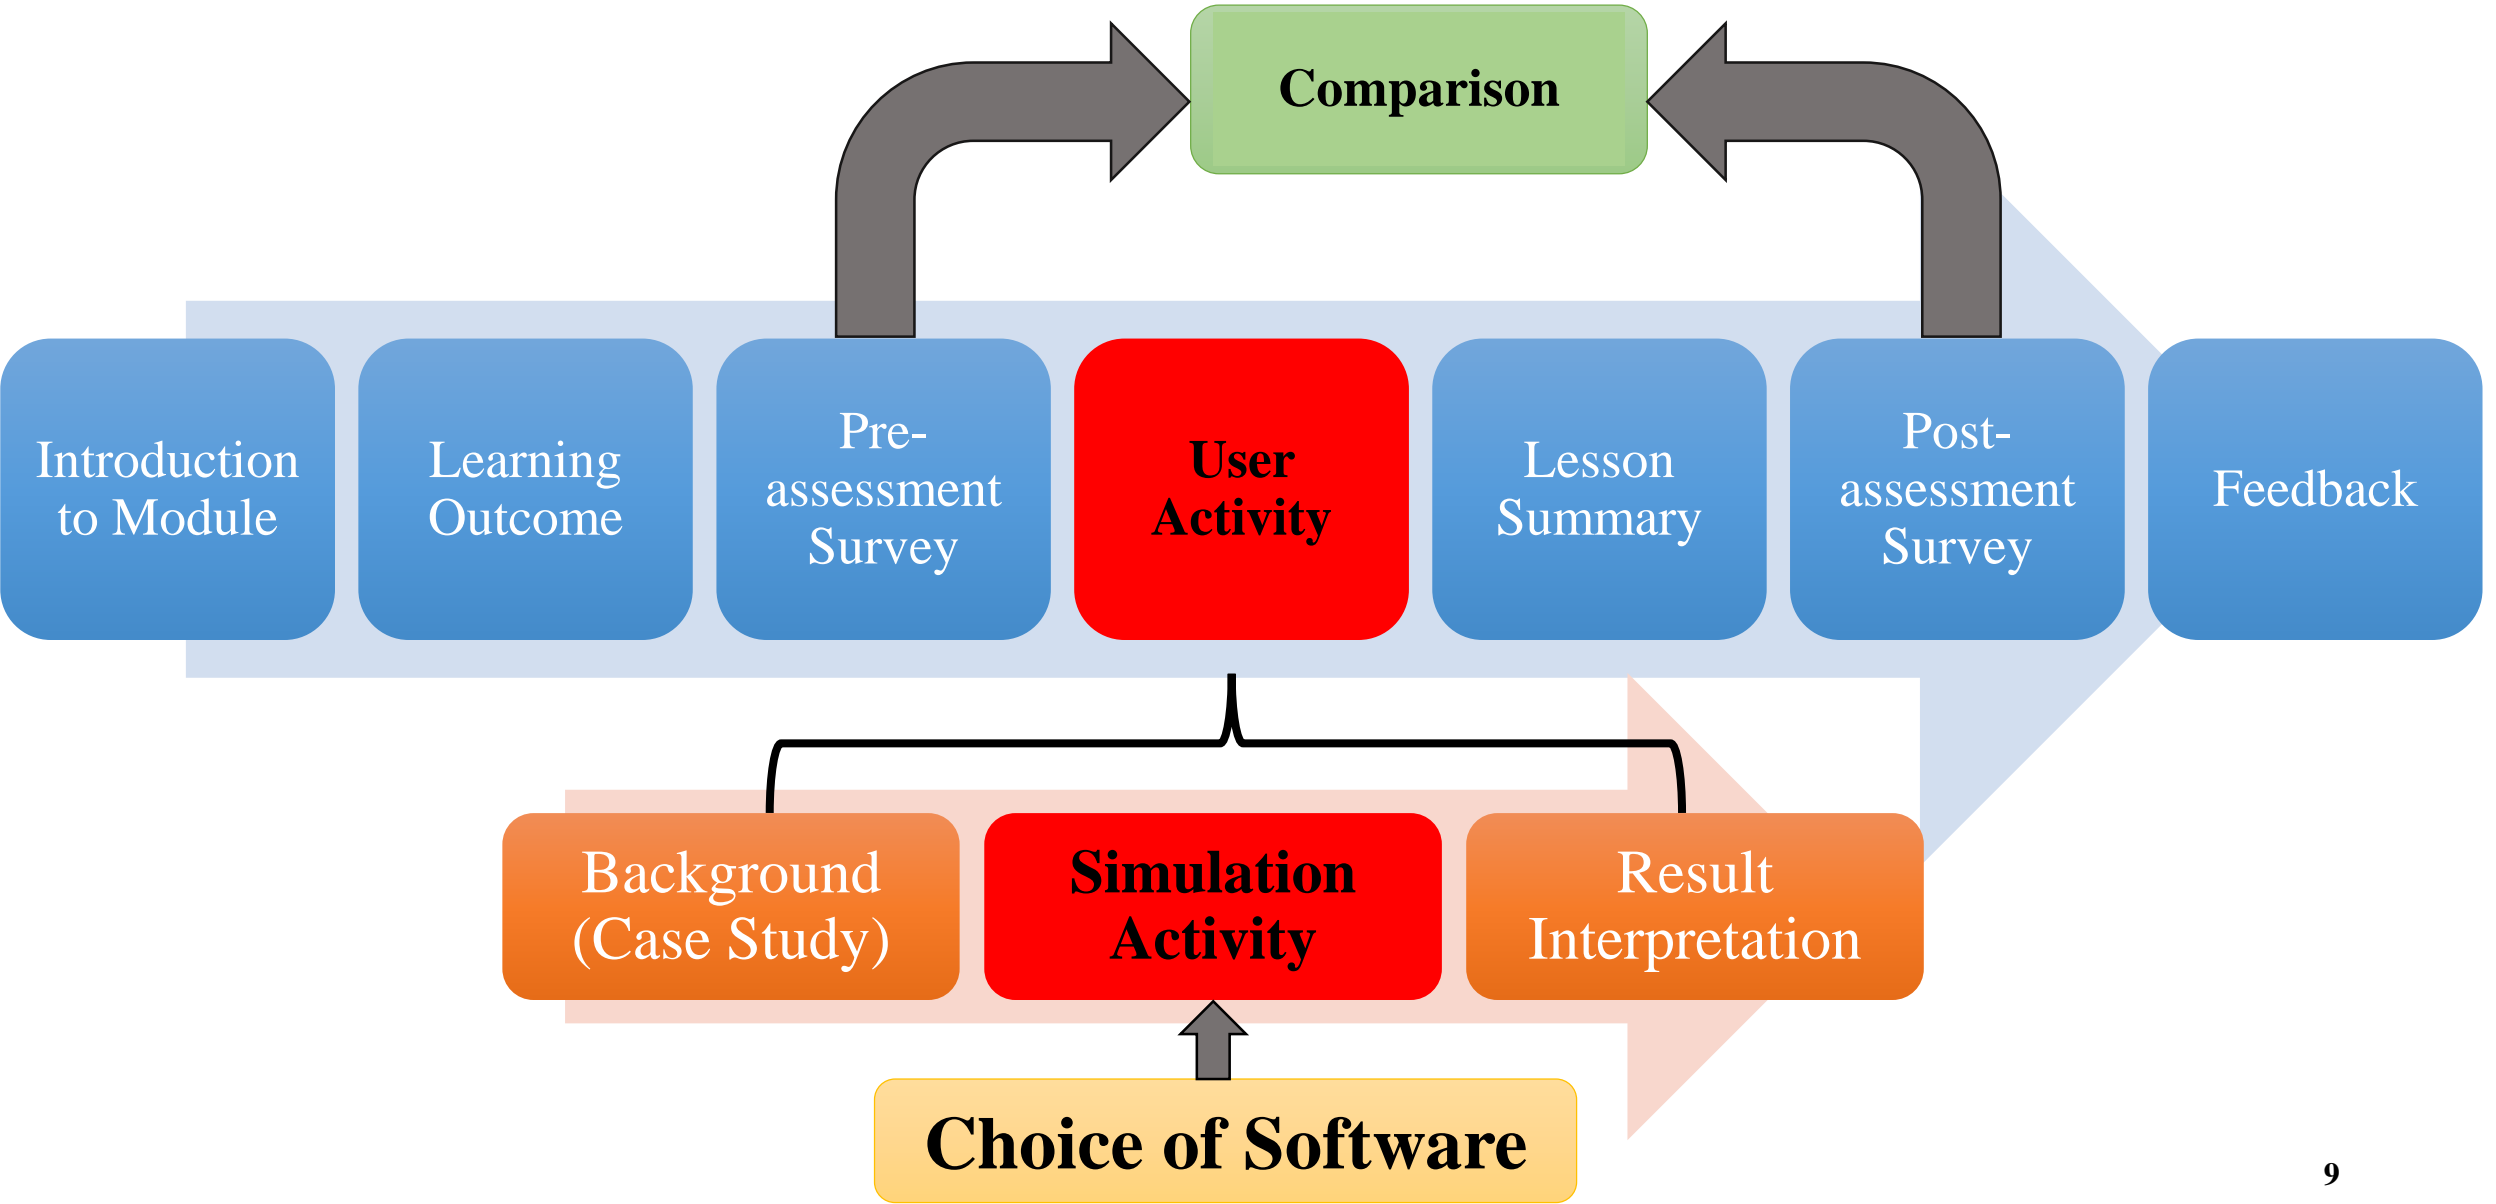 Comparison
Introduction
to Module
Learning
Outcome
Pre-
assessment
Survey
User
Activity
Lesson
Summary
Post-
assessment
Survey
Feedback
Background
(Case Study)
Simulation
Activity
Result
Interpretation
Choice of Software
9